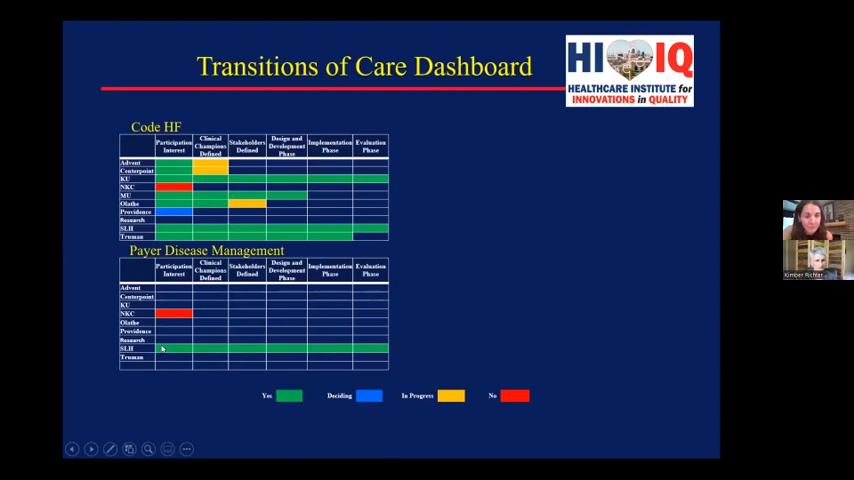 Transitions of Care Dashboard
HI IQ
HEALTHCARE INSTITUTE for
INNOVATIONS in QUALITY
Code HF
Participation Interest Clinical Champions Defined Stakeholders Defined Design and Development Phase Implementation Phase Evaluation Phase
Advent
Centerpoint
KU
NKC
MU
Olathe
Providence
Research
SLH
Truman
Payer Disease Management
Participation Interest Clinical Champions Defined Stakeholders Defined Design and Development Phase Implementation Phase Evaluation Phase
Advent
Centerpoint
KU
NKC
Olathe
Providence
Research
SLH
Truman
Yes Deciding In Progress No
Kimber Richter